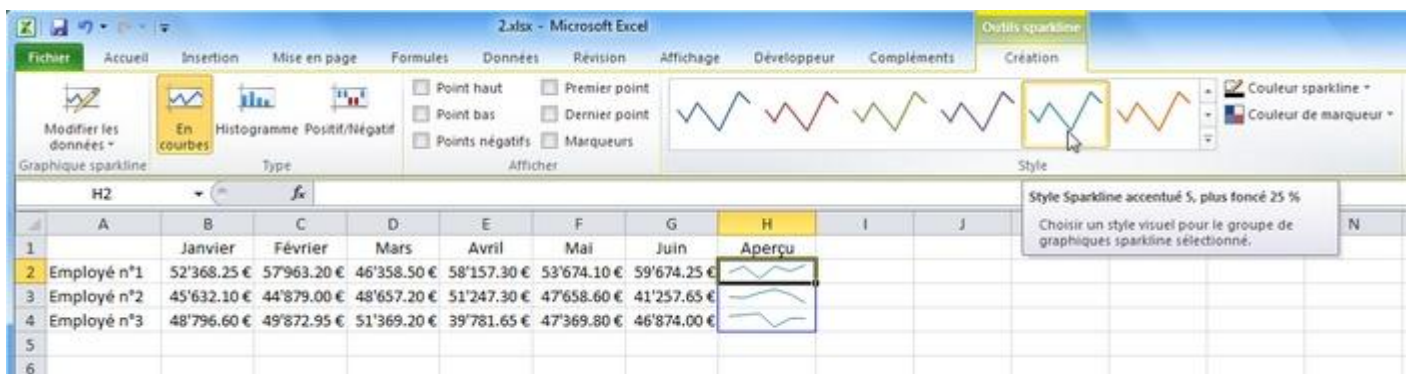 2.xlsx - Microsoft Excel
Outils sparkline
Fichier Accueil Insertion Mise en page Formules Données Révision Affichage Développeur Compléments Création
Modifier les données
En courbes
Histogramme
Positif/Négatif
Point haut
Point bas
Points négatifs
Premier point
Dernier point
Marqueurs
Couleur sparkline
Couleur de marqueur
Graphique sparkline Type Afficher Style
H2 fx
Style Sparkline accentué 5, plus foncé 25 %
Choisir un style visuel pour le groupe de
graphiques sparkline sélectionné.
A B C D E F G H I J N
1 Janvier Février Mars Avril Mai Juin Aperçu
2 Employé n°1 52'368.25 € 57'963.20 € 46'358.50 € 58'157.30 € 53'674.10 € 59'674.25 €
3 Employé n°2 45'632.10 € 44'879.00 € 48'657.20 € 51'247.30 € 47'658.60 € 41'257.65 €
4 Employé n°3 48'796.60 € 49'872.95 € 51'369.20 € 39'781.65 € 47'369.80 € 46'874.00 €
5
6